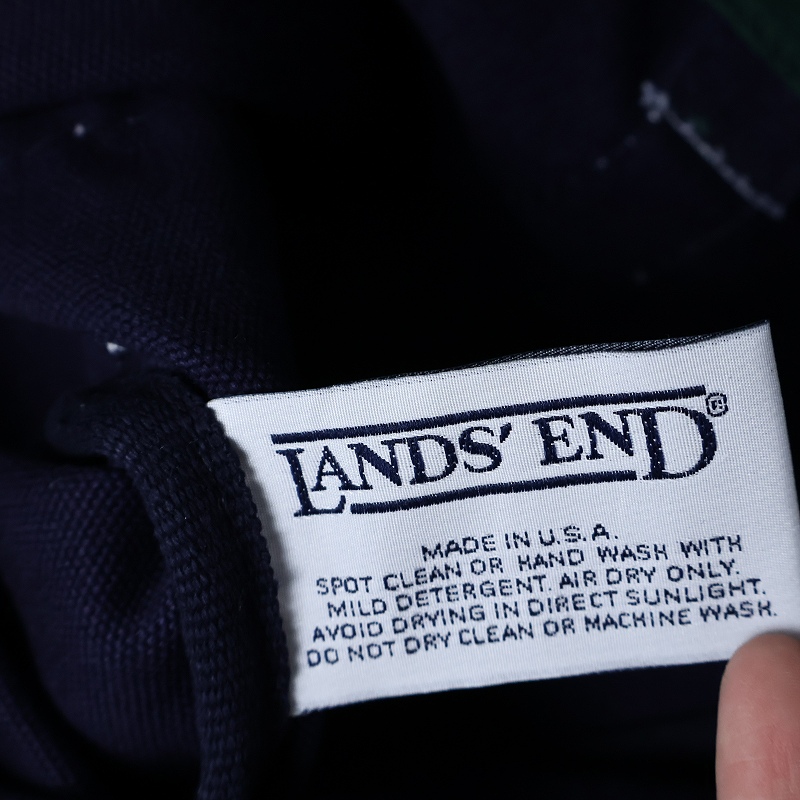 LANDS' END®
MADE IN U.S.A.
SPOT CLEAN OR HAND WASH WITH
MILD DETERGENT. AIR DRY ONLY.
AVOID DRYING IN DIRECT SUNLIGHT.
DO NOT DRY CLEAN OR MACHINE WASH.